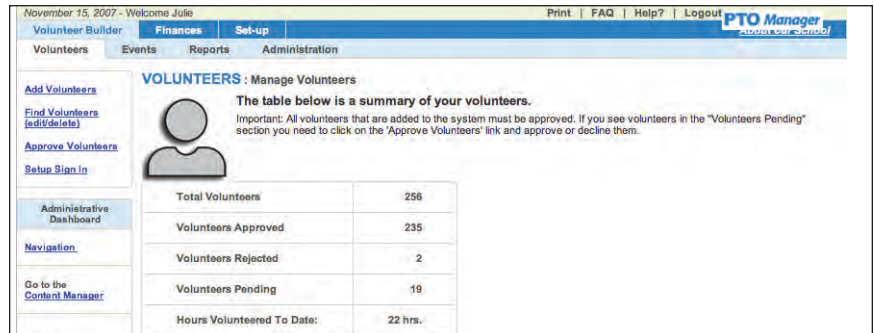 November 15, 2007 - Welcome Julie Print | FAQ | Help? | Logout
PTO Manager
Volunteer Builder Finances Set-up About Our School
Volunteers Events Reports Administration
Add Volunteers
Find Volunteers
(edit/delete)
Approve Volunteers
Setup Sign In
Administrative
Dashboard
Navigation
Go to the
Content Manager
VOLUNTEERS : Manage Volunteers
The table below is a summary of your volunteers.
Important: All volunteers that are added to the system must be approved. If you see volunteers in the "Volunteers Pending"
section you need to click on the 'Approve Volunteers' link and approve or decline them.
Total Volunteers 256
Volunteers Approved 235
Volunteers Rejected 2
Volunteers Pending 19
Hours Volunteered To Date: 22 hrs.